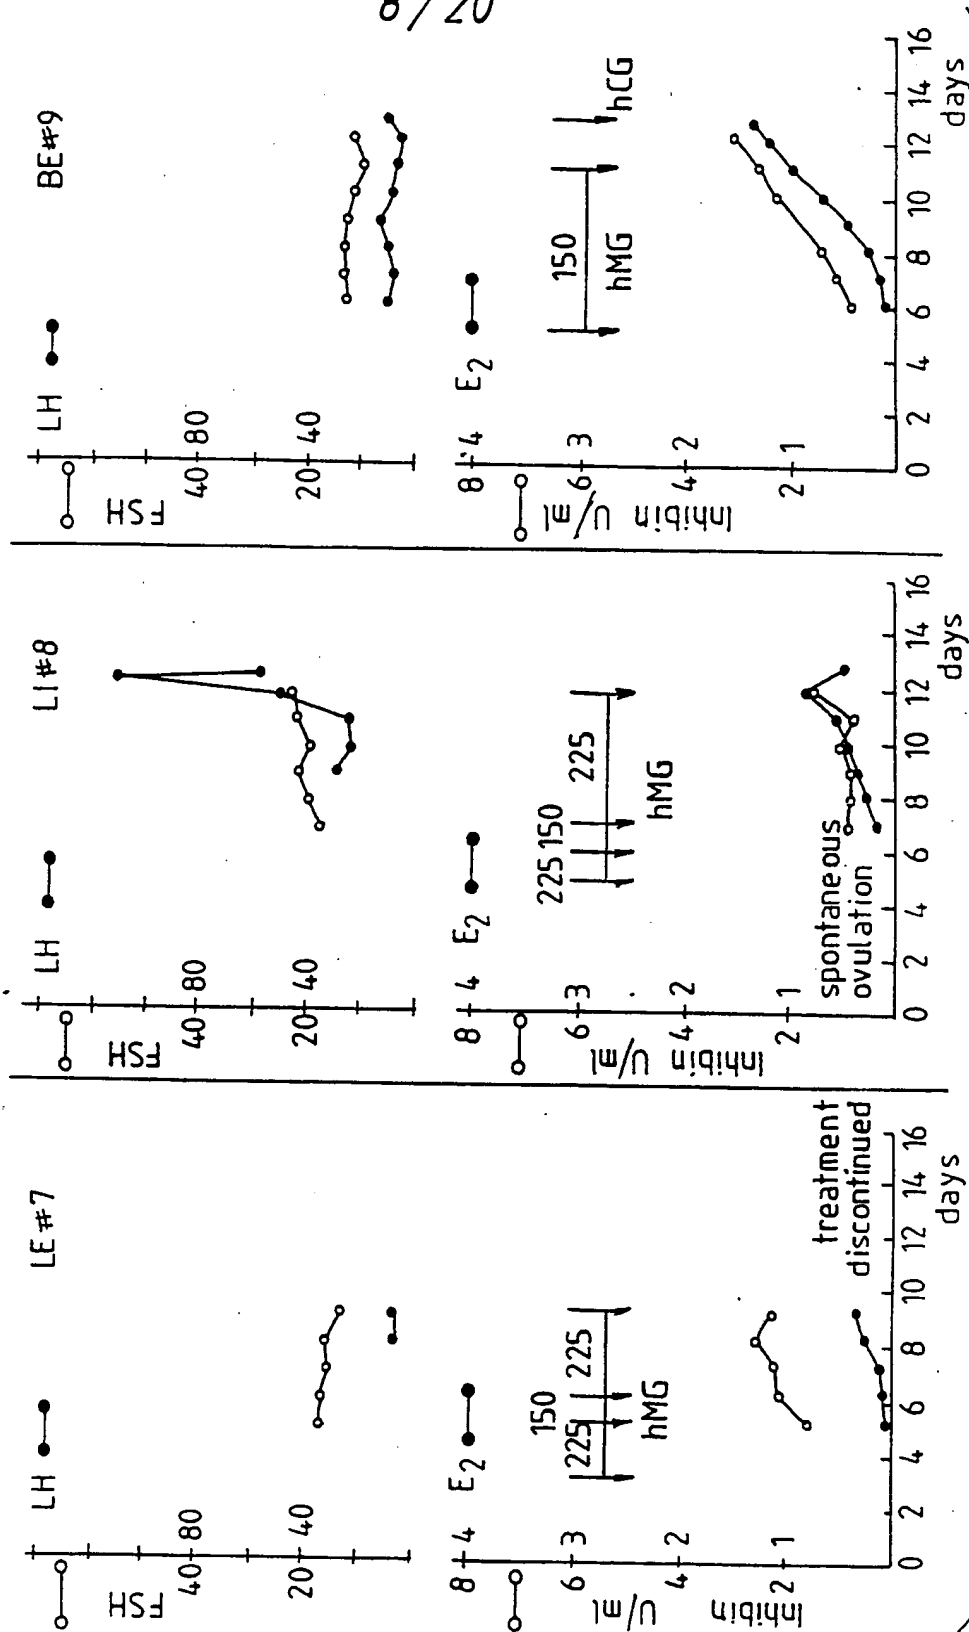 8/20
LE#7
LH
FSH
40 80
20 40
E2
8 4
6 3
4 2
2 1
Inhibin U/ml
150
225 225
hMG
treatment
discontinued
0 2 4 6 8 10 12 14 16
days
LI#8
LH
FSH
40 80
20 40
E2
8 4
6 3
4 2
2 1
Inhibin U/ml
225 150 225
hMG
spontaneous
ovulation
0 2 4 6 8 10 12 14 16
days
BE#9
LH
FSH
40 80
20 40
E2
8 4
6 3
4 2
2 1
Inhibin U/ml
150
hMG
hCG
0 2 4 6 8 10 12 14 16
days